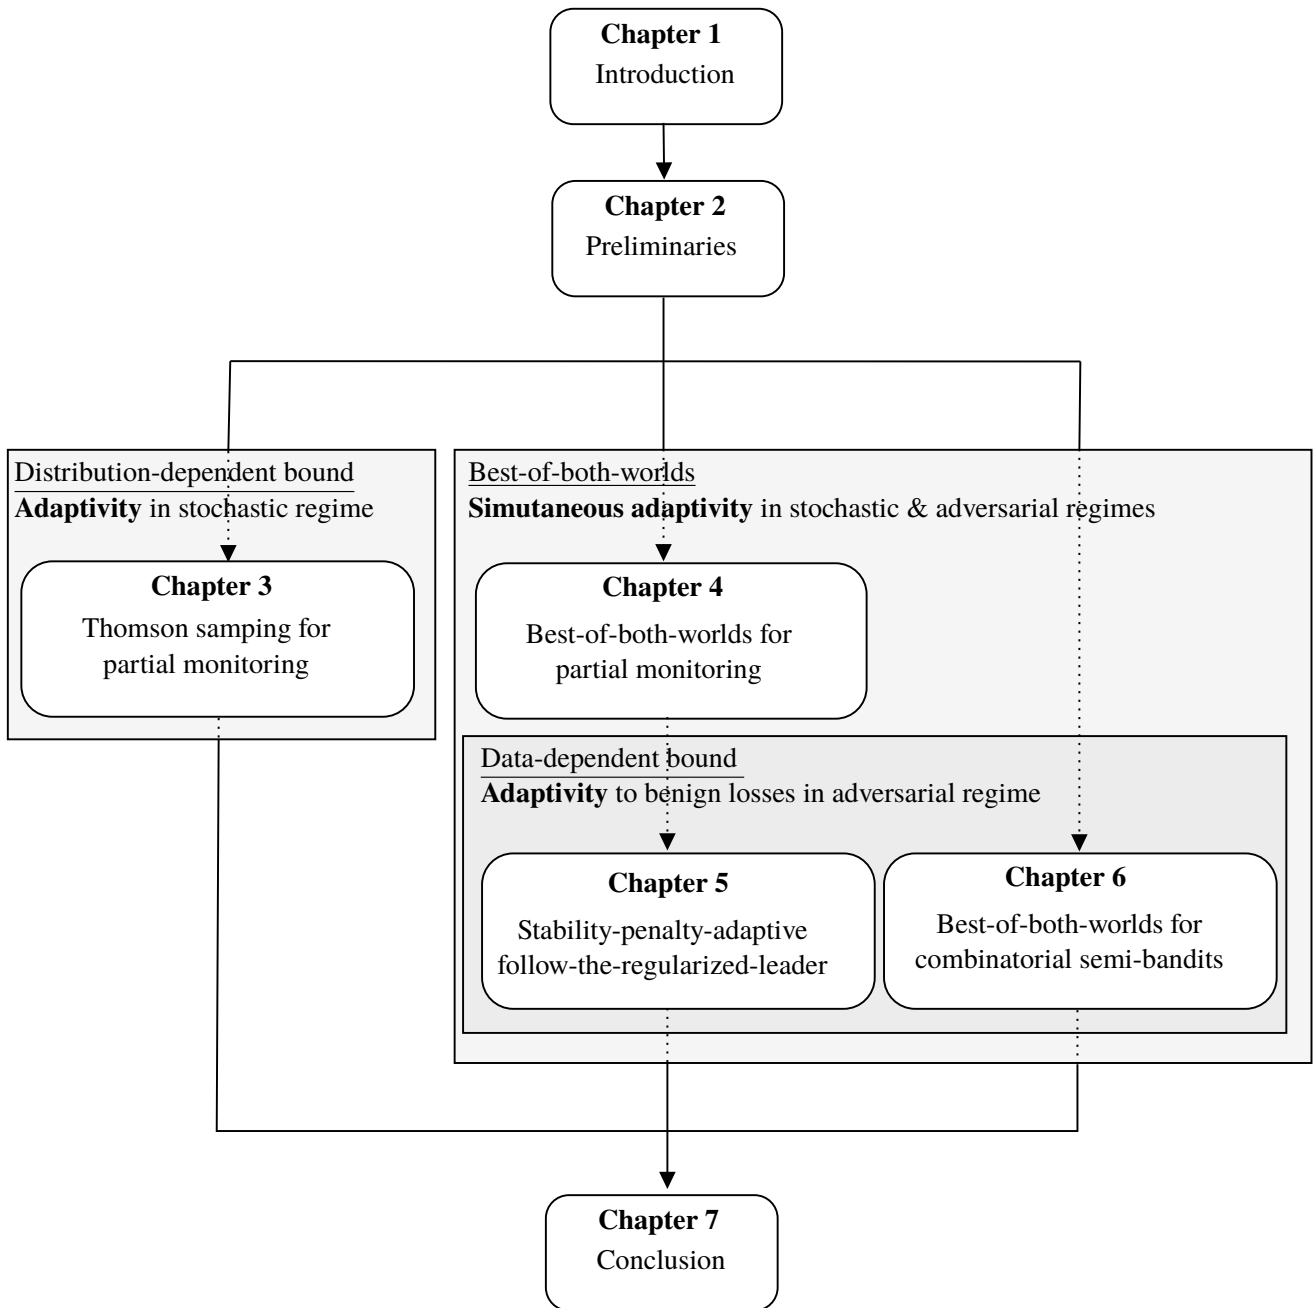 Chapter 1
Introduction
Chapter 2
Preliminaries
Distribution-dependent bound
Adaptivity in stochastic regime
Chapter 3
Thomson samping for
partial monitoring
Best-of-both-worlds
Simutaneous adaptivity in stochastic & adversarial regimes
Chapter 4
Best-of-both-worlds for
partial monitoring
Data-dependent bound
Adaptivity to benign losses in adversarial regime
Chapter 5
Stability-penalty-adaptive
follow-the-regularized-leader
Chapter 6
Best-of-both-worlds for
combinatorial semi-bandits
Chapter 7
Conclusion